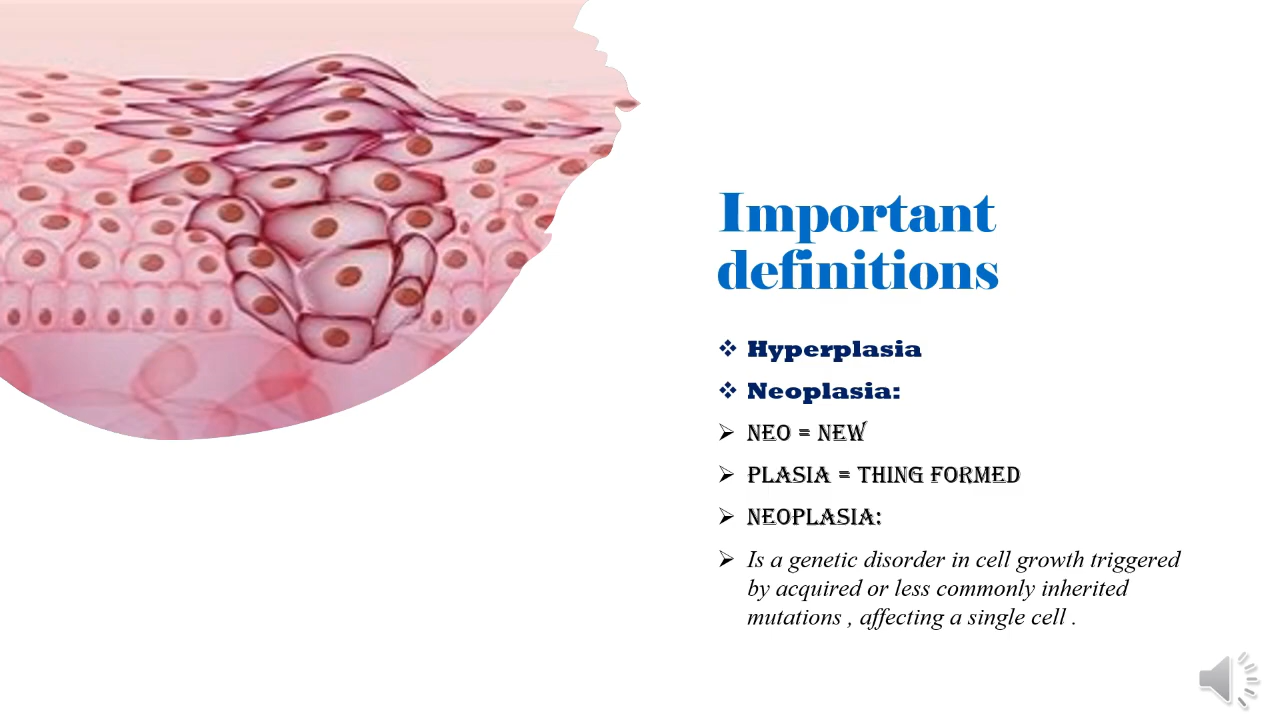 Important
definitions
❖ Hyperplasia
❖ Neoplasia:
➢ NEO = NEW
➢ PLASIA = THING FORMED
➢ NEOPLASIA:
➢ Is a genetic disorder in cell growth triggered
by acquired or less commonly inherited
mutations , affecting a single cell .